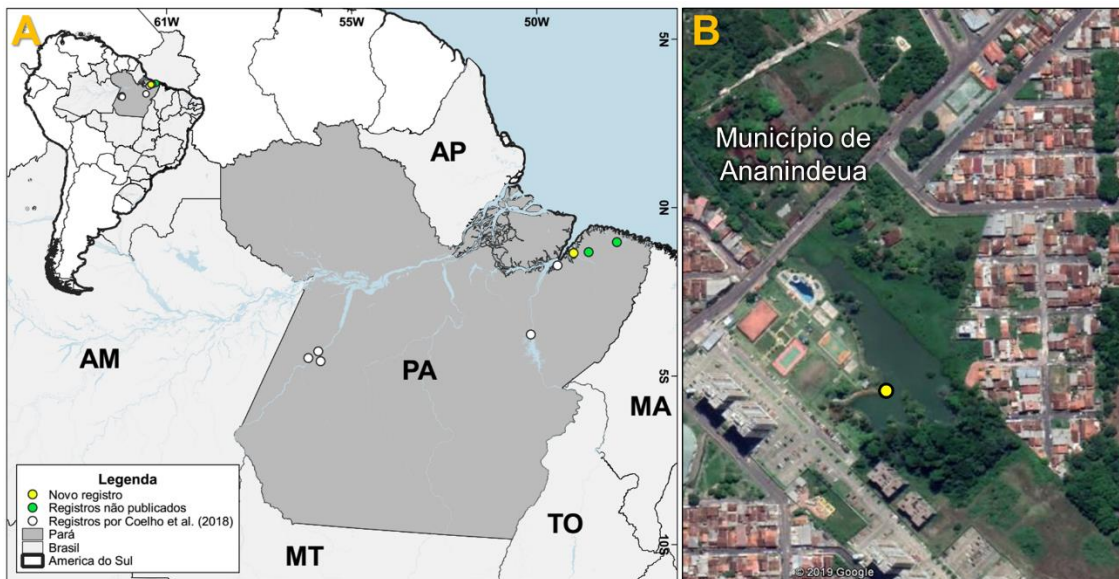 A
61W
55W
50W
5N
AP
0N
AM
PA
5S
MA
TO
MT
10S
Legenda
Novo registro
Registros não publicados
Registros por Coelho et al. (2018)
Pará
Brasil
America do Sul
B
Município de
Ananindeua
© 2019 Google